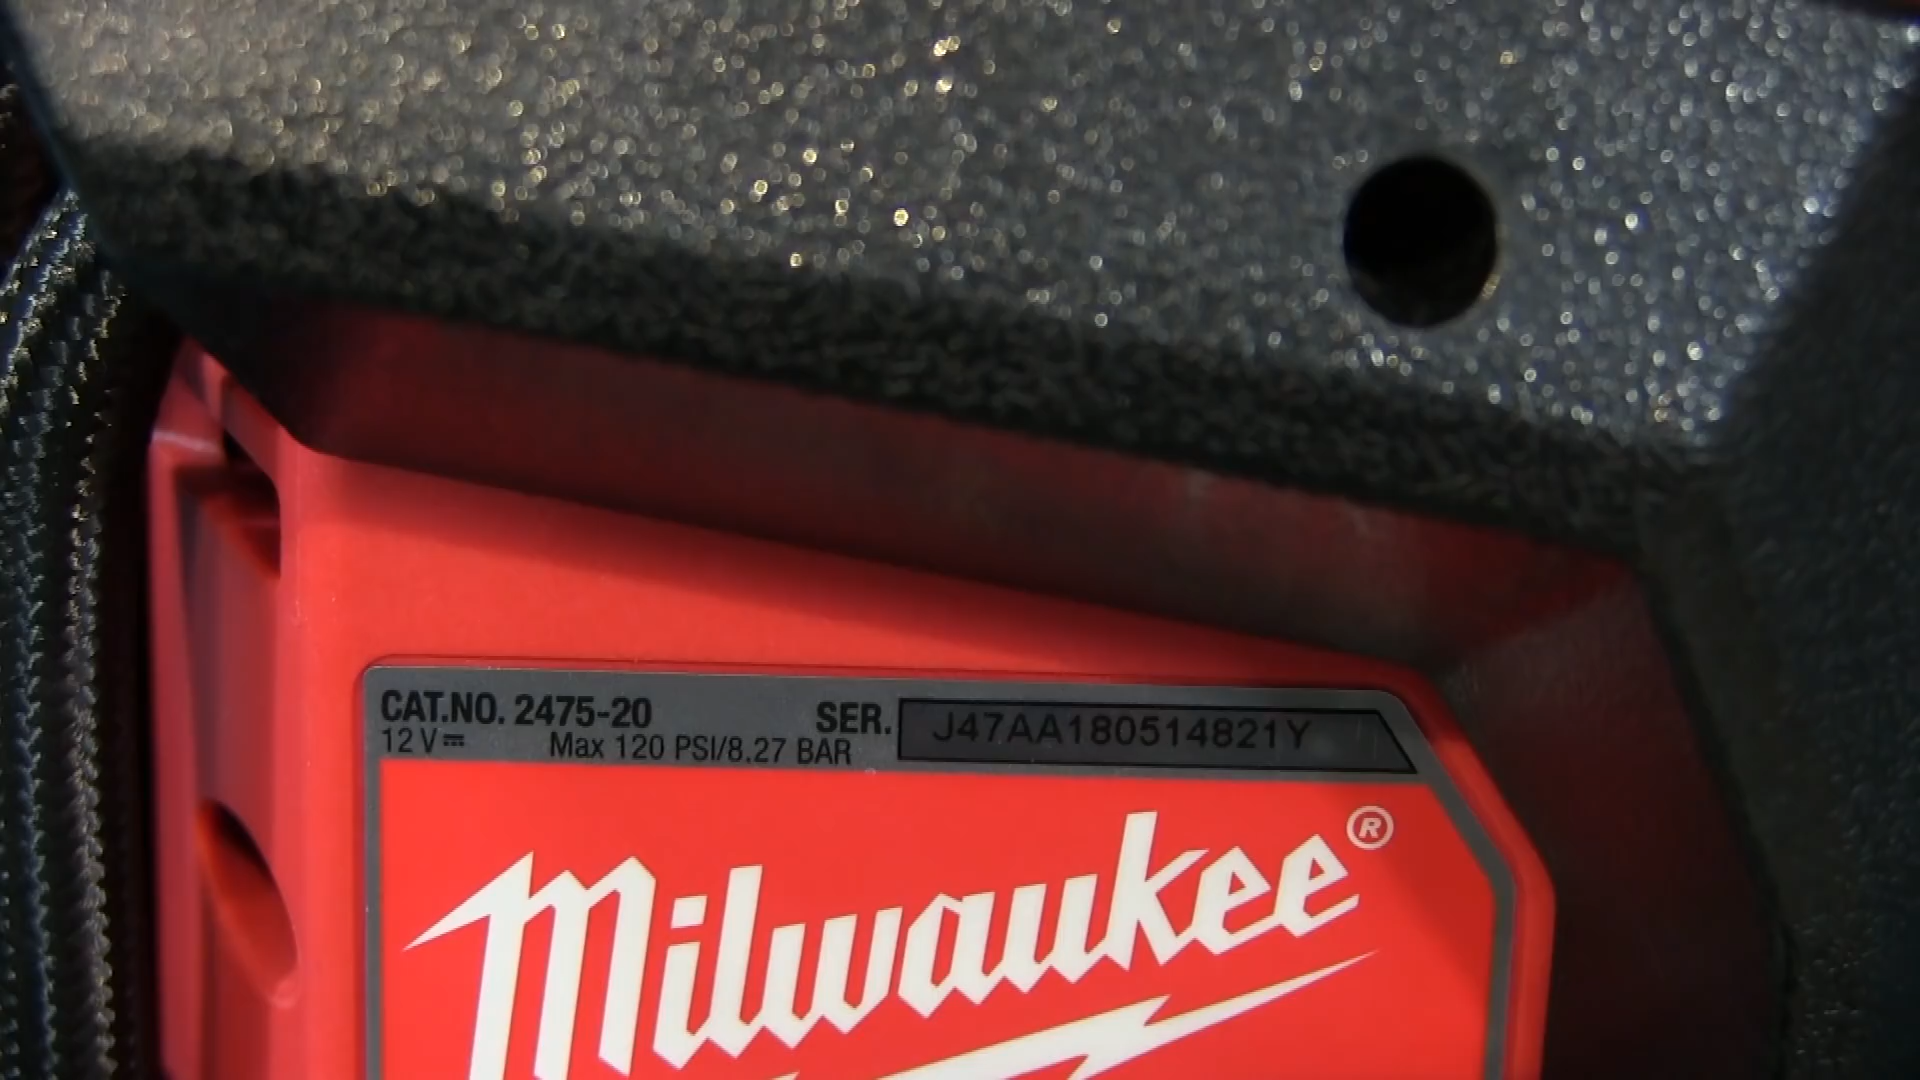 CAT.NO. 2475-20 SER. J47AA180514821Y
12 V⎓ Max 120 PSI/8.27 BAR
Milwaukee®